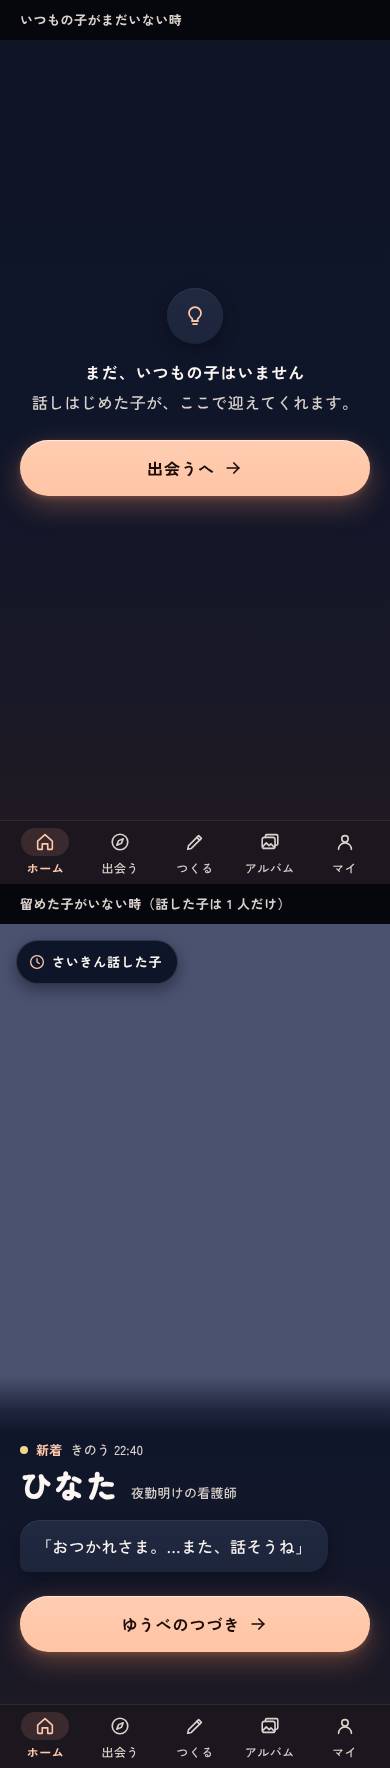 いつもの子がまだいない時
まだ、いつもの子はいません
話しはじめた子が、ここで迎えてくれます。
出会うへ →
ホーム 出会う つくる アルバム マイ
留めた子がいない時（話した子は 1 人だけ）
さいきん話した子
新着 きのう 22:40
ひなた 夜勤明けの看護師
「おつかれさま。…また、話そうね」
ゆうべのつづき →
ホーム 出会う つくる アルバム マイ